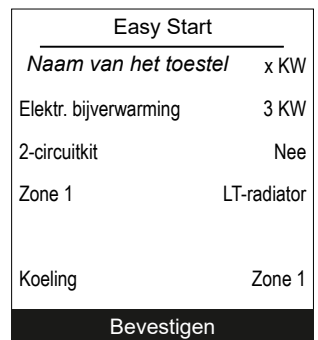 Easy Start
Naam van het toestel x KW
Elektr. bijverwarming 3 KW
2-circuitkit Nee
Zone 1 LT-radiator
Koeling Zone 1
Bevestigen